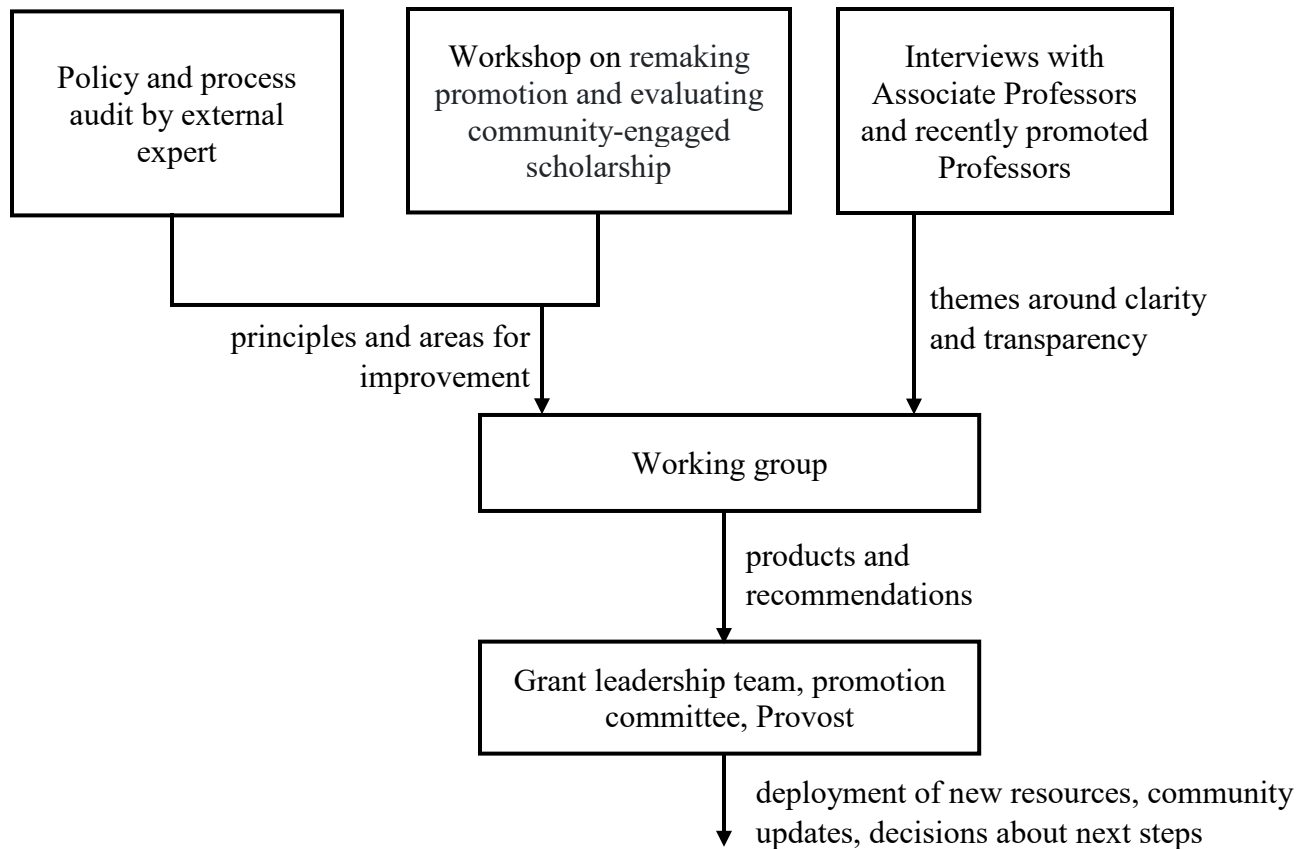 Policy and process
audit by external
expert
Workshop on remaking
promotion and evaluating
community-engaged
scholarship
Interviews with
Associate Professors
and recently promoted
Professors
principles and areas for
improvement
themes around clarity
and transparency
Working group
products and
recommendations
Grant leadership team, promotion
committee, Provost
deployment of new resources, community
updates, decisions about next steps